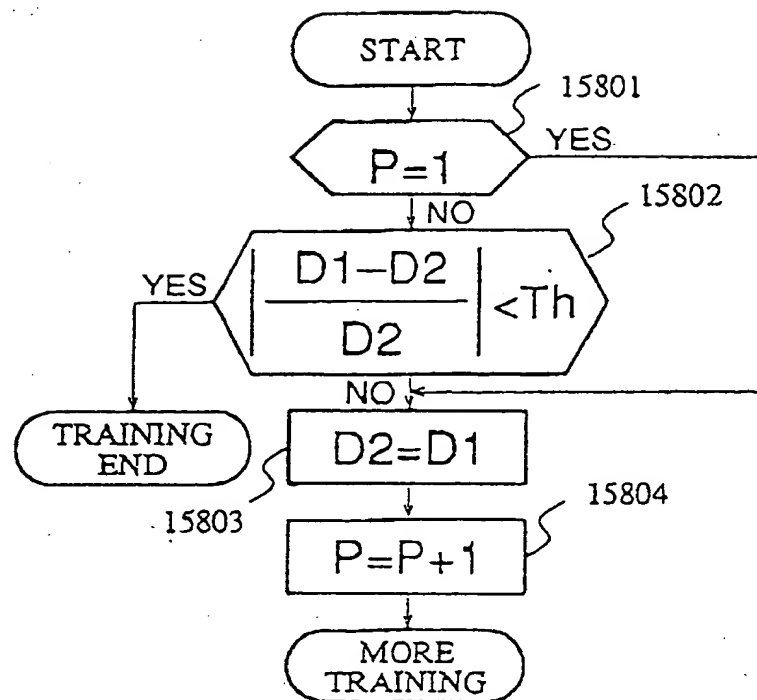 START
15801
YES
P=1
NO
15802
YES
| D1−D2 / D2 | <Th
NO
TRAINING
END
D2=D1
15803
15804
P=P+1
MORE
TRAINING